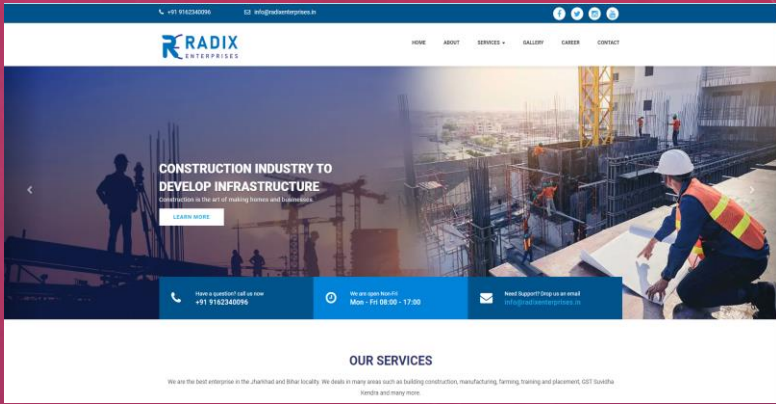 +91 9162340096 info@radixenterprises.in
RADIX
ENTERPRISES
HOME ABOUT SERVICES GALLERY CAREER CONTACT
CONSTRUCTION INDUSTRY TO
DEVELOP INFRASTRUCTURE
Construction is the art of making homes and businesses
LEARN MORE
Have a question? call us now
+91 9162340096
We are open Mon-Fri
Mon - Fri 08:00 - 17:00
Need Support? Drop us an email
info@radixenterprises.in
OUR SERVICES
We are the best enterprise in the Jharkhad and Bihar locality. We deals in many areas such as building construction, manufacturing, farming, training and placement, GST Suvidha
Kendra and many more.